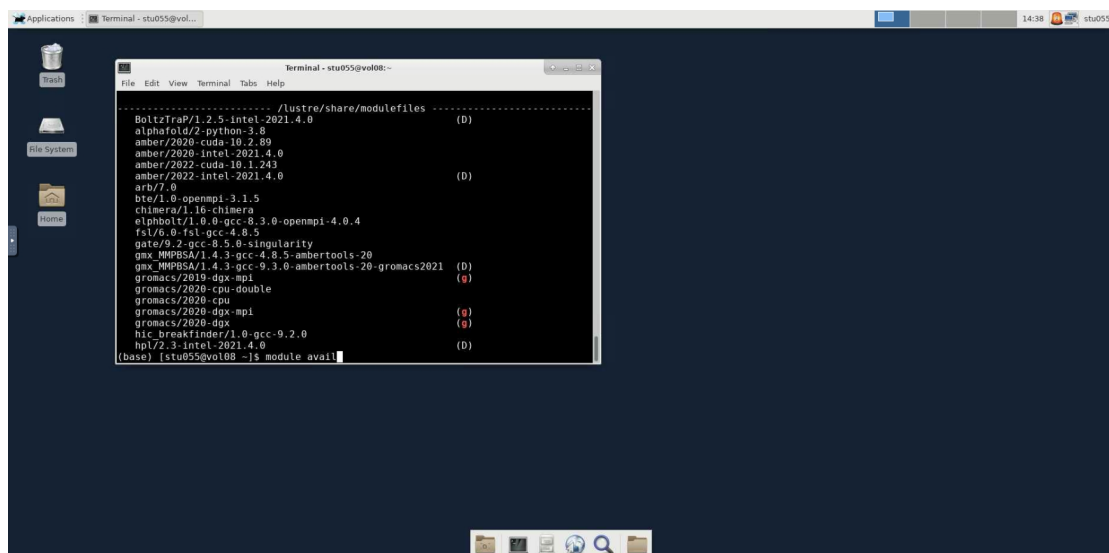 Applications Terminal - stu055@vol... 14:38 stu055
Trash
File System
Home
Terminal - stu055@vol08:~
File Edit View Terminal Tabs Help
-------------------------- /lustre/share/modulefiles ---------------------------
BoltzTraP/1.2.5-intel-2021.4.0 (D)
alphafold/2-python-3.8
amber/2020-cuda-10.2.89
amber/2020-intel-2021.4.0
amber/2022-cuda-10.1.243
amber/2022-intel-2021.4.0 (D)
arb/7.0
bte/1.0-openmpi-3.1.5
chimera/1.16-chimera
elphbolt/1.0.0-gcc-8.3.0-openmpi-4.0.4
fsl/6.0-fsl-gcc-4.8.5
gate/9.2-gcc-8.5.0-singularity
gmx_MMPBSA/1.4.3-gcc-4.8.5-ambertools-20
gmx_MMPBSA/1.4.3-gcc-9.3.0-ambertools-20-gromacs2021 (D)
gromacs/2019-dgx-mpi (g)
gromacs/2020-cpu-double
gromacs/2020-cpu
gromacs/2020-dgx-mpi (g)
gromacs/2020-dgx (g)
hic_breakfinder/1.0-gcc-9.2.0
hpl/2.3-intel-2021.4.0 (D)
(base) [stu055@vol08 ~]$ module avail